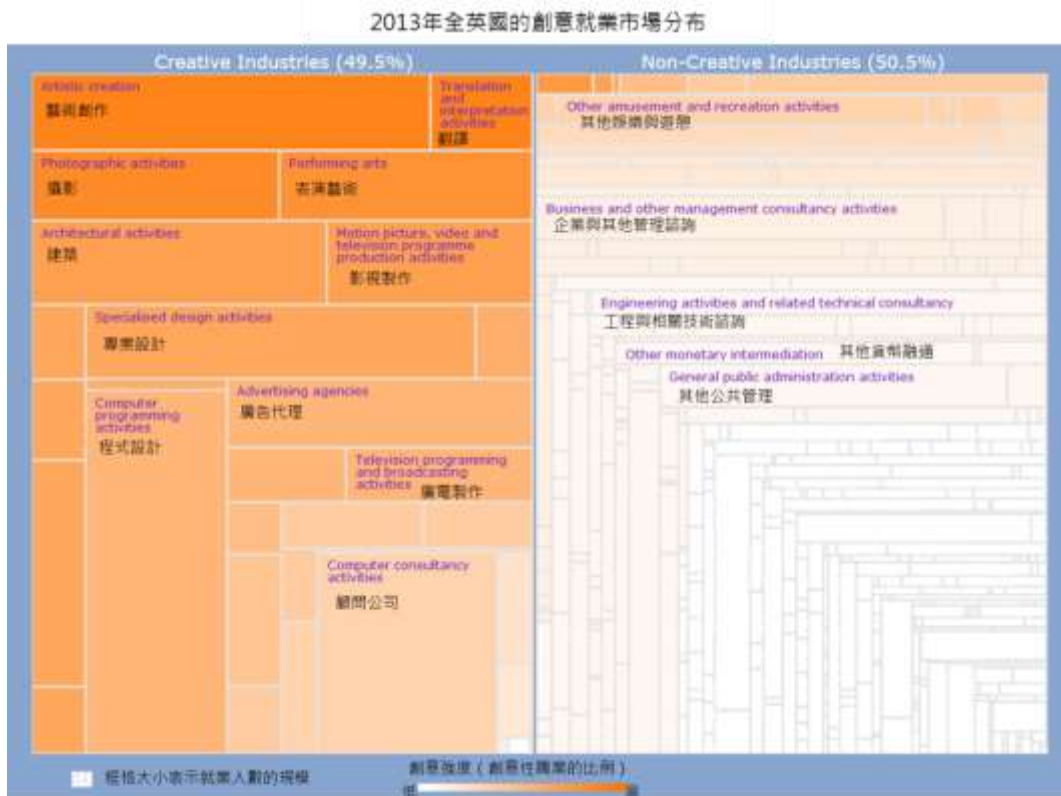 2013年全英國的創意就業市場分布
Creative Industries (49.5%)
Non-Creative Industries (50.5%)
Artistic creation
藝術創作
Translation
and
interpretation
activities
翻譯
Photographic activities
攝影
Performing arts
表演藝術
Architectural activities
建築
Motion picture, video and
television programme
production activities
影視製作
Specialised design activities
專業設計
Computer
programming
activities
程式設計
Advertising agencies
廣告代理
Television programming
and broadcasting
activities 廣電製作
Computer consultancy
activities
顧問公司
Other amusement and recreation activities
其他娛樂與遊憩
Business and other management consultancy activities
企業與其他管理諮詢
Engineering activities and related technical consultancy
工程與相關技術諮詢
Other monetary intermediation 其他貨幣融通
General public administration activities
其他公共管理
框格大小表示就業人數的規模
創意強度(創意性職業的比例)
低